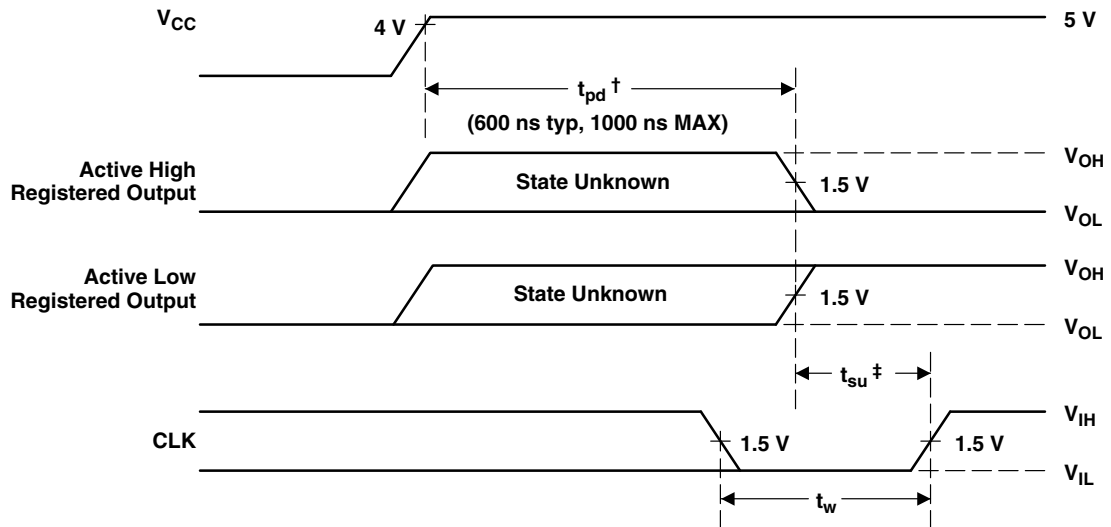 VCC
4 V
5 V
tpd †
(600 ns typ, 1000 ns MAX)
Active High
Registered Output
State Unknown
1.5 V
VOH
VOL
Active Low
Registered Output
State Unknown
1.5 V
VOH
VOL
tsu ‡
CLK
1.5 V
1.5 V
VIH
VIL
tw